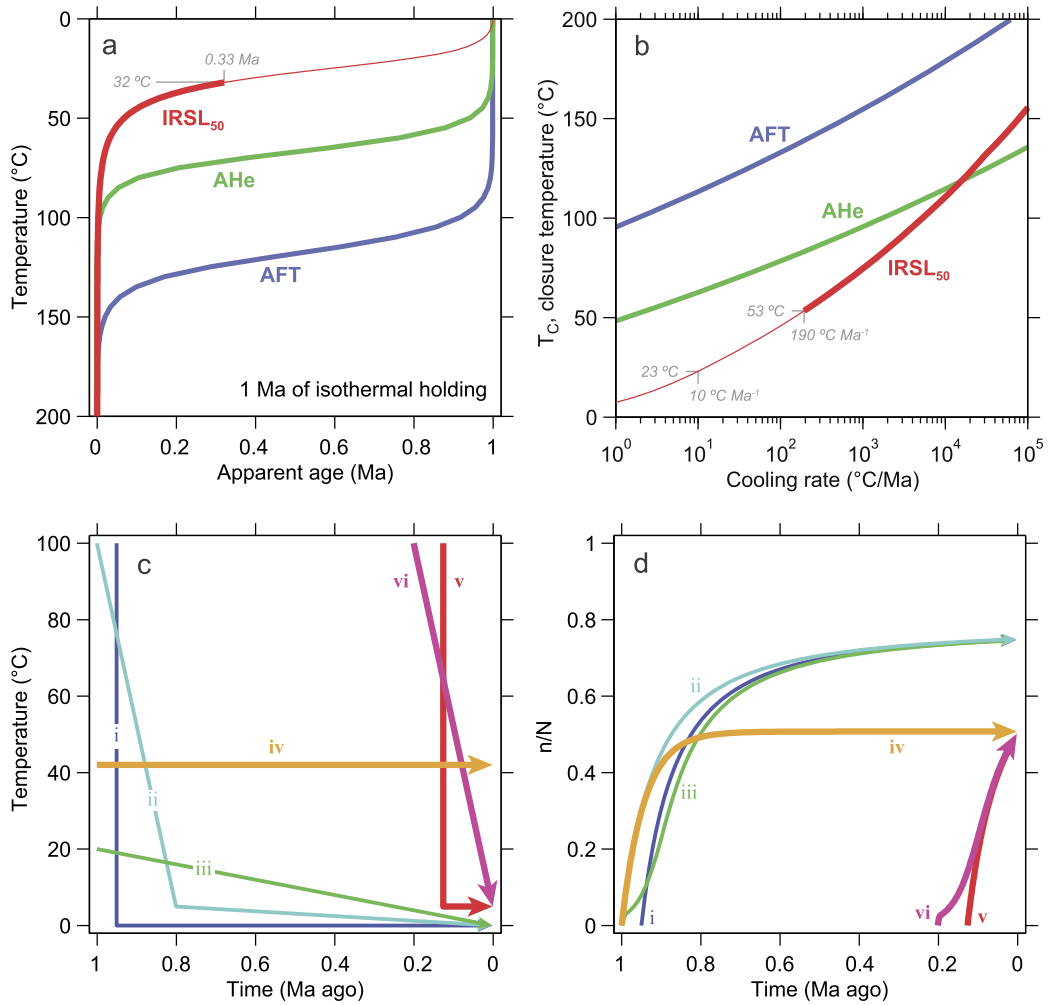 a
0
50
100
150
200
Temperature (°C)
0.33 Ma
32 ºC
IRSL50
AHe
AFT
1 Ma of isothermal holding
0
0.2
0.4
0.6
0.8
1
Apparent age (Ma)
b
200
150
100
50
0
TC, closure temperature (°C)
AFT
AHe
IRSL50
53 ºC
190 ºC Ma-1
23 ºC
10 ºC Ma-1
10^0
10^1
10^2
10^3
10^4
10^5
Cooling rate (°C/Ma)
c
100
80
60
40
20
0
Temperature (°C)
i
ii
iii
iv
v
vi
1
0.8
0.6
0.4
0.2
0
Time (Ma ago)
d
1
0.8
0.6
0.4
0.2
0
n/N
i
ii
iii
iv
vi
v
1
0.8
0.6
0.4
0.2
0
Time (Ma ago)